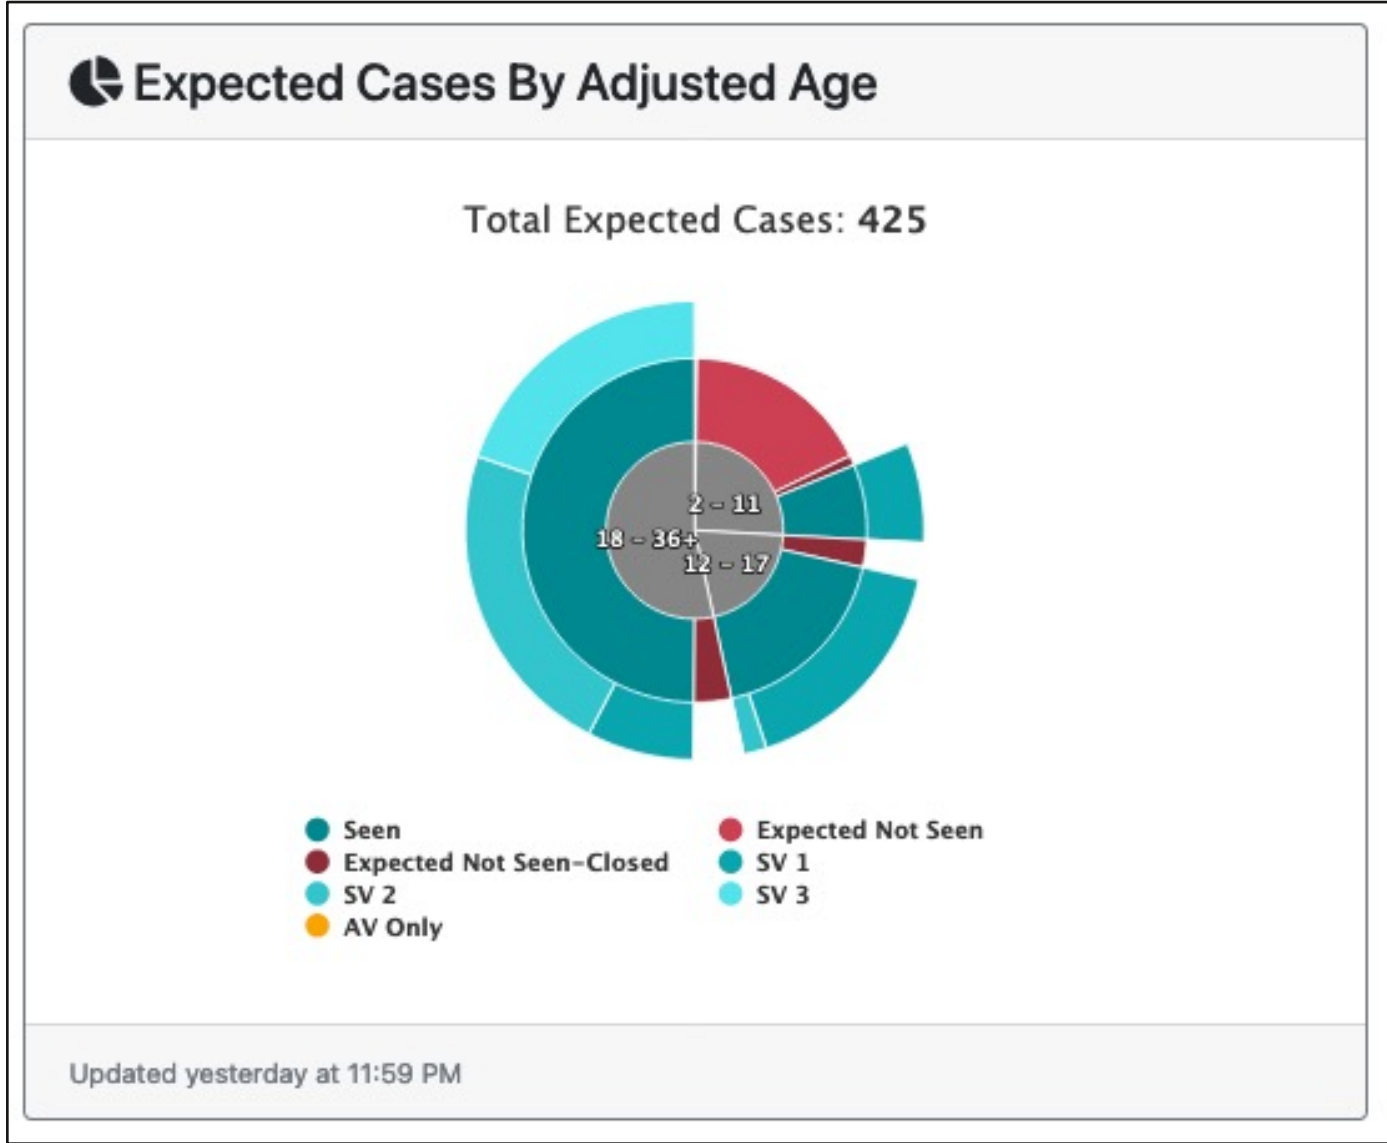 Expected Cases By Adjusted Age
Total Expected Cases: 425
2 - 11
18 - 36+
12 - 17
Seen
Expected Not Seen
Expected Not Seen-Closed
SV 1
SV 2
SV 3
AV Only
Updated yesterday at 11:59 PM